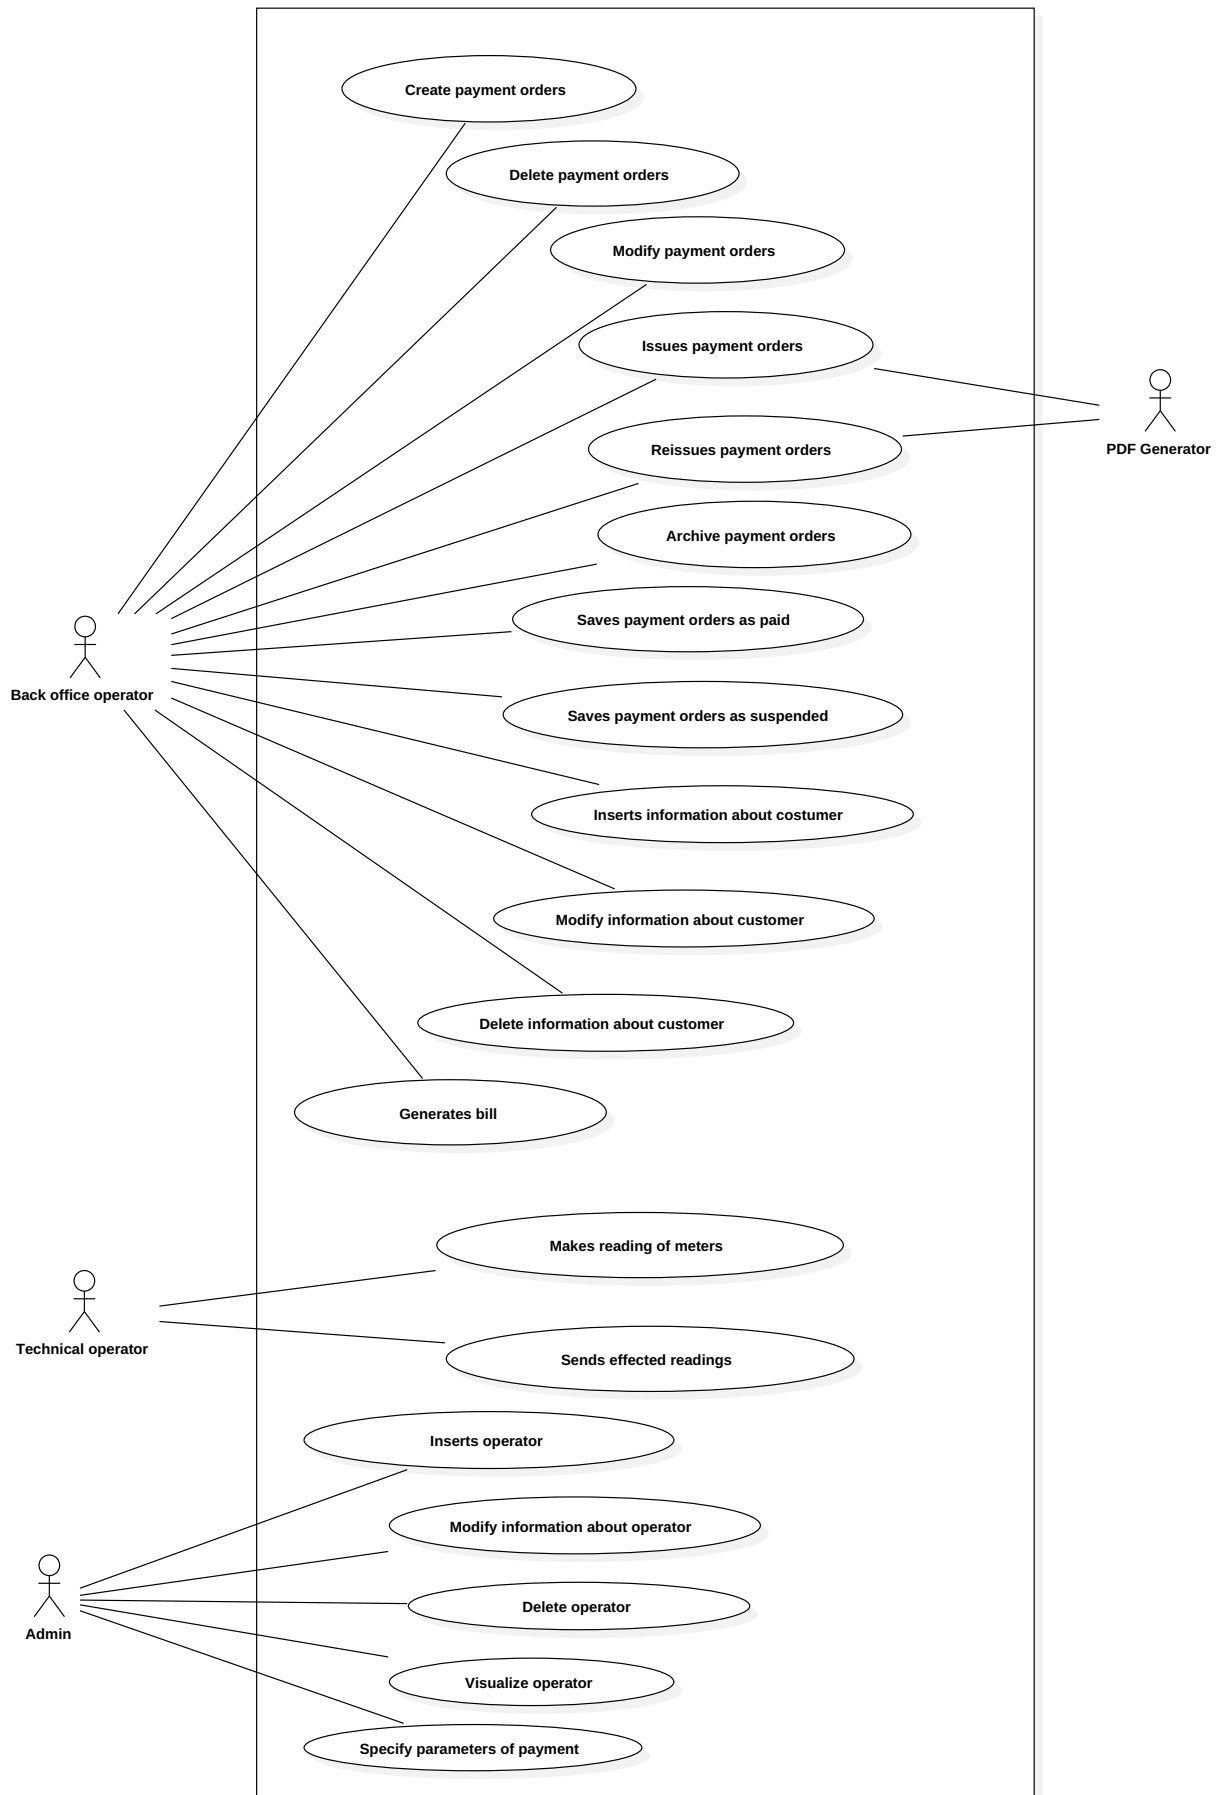 Create payment orders
Delete payment orders
Modify payment orders
Issues payment orders
Reissues payment orders
PDF Generator
Archive payment orders
Saves payment orders as paid
Back office operator
Saves payment orders as suspended
Inserts information about costumer
Modify information about customer
Delete information about customer
Generates bill
Makes reading of meters
Technical operator
Sends effected readings
Inserts operator
Modify information about operator
Delete operator
Admin
Visualize operator
Specify parameters of payment